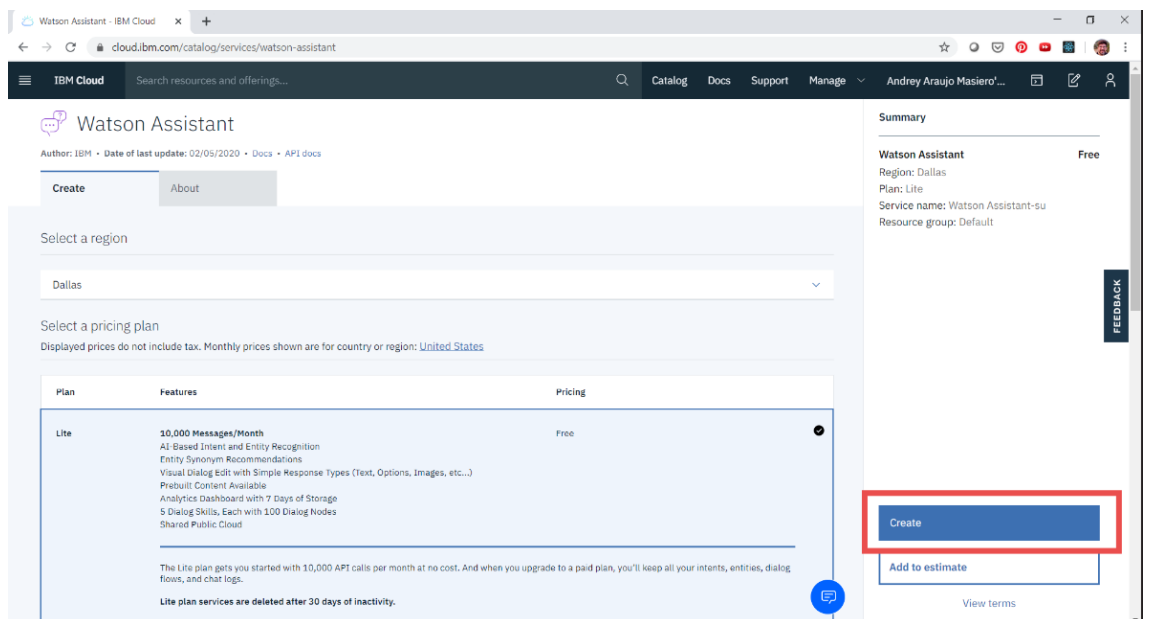 Watson Assistant - IBM Cloud
cloud.ibm.com/catalog/services/watson-assistant
IBM Cloud
Search resources and offerings...
Catalog
Docs
Support
Manage
Andrey Araujo Masiero'...
Watson Assistant
Author: IBM • Date of last update: 02/05/2020 • Docs • API docs
Create
About
Select a region
Dallas
Select a pricing plan
Displayed prices do not include tax. Monthly prices shown are for country or region: United States
Plan
Features
Pricing
Lite
10,000 Messages/Month
AI-Based Intent and Entity Recognition
Entity Synonym Recommendations
Visual Dialog Edit with Simple Response Types (Text, Options, Images, etc...)
Prebuilt Content Available
Analytics Dashboard with 7 Days of Storage
5 Dialog Skills, Each with 100 Dialog Nodes
Shared Public Cloud
Free
The Lite plan gets you started with 10,000 API calls per month at no cost. And when you upgrade to a paid plan, you'll keep all your intents, entities, dialog
flows, and chat logs.
Lite plan services are deleted after 30 days of inactivity.
Summary
Watson Assistant
Free
Region: Dallas
Plan: Lite
Service name: Watson Assistant-su
Resource group: Default
FEEDBACK
Create
Add to estimate
View terms